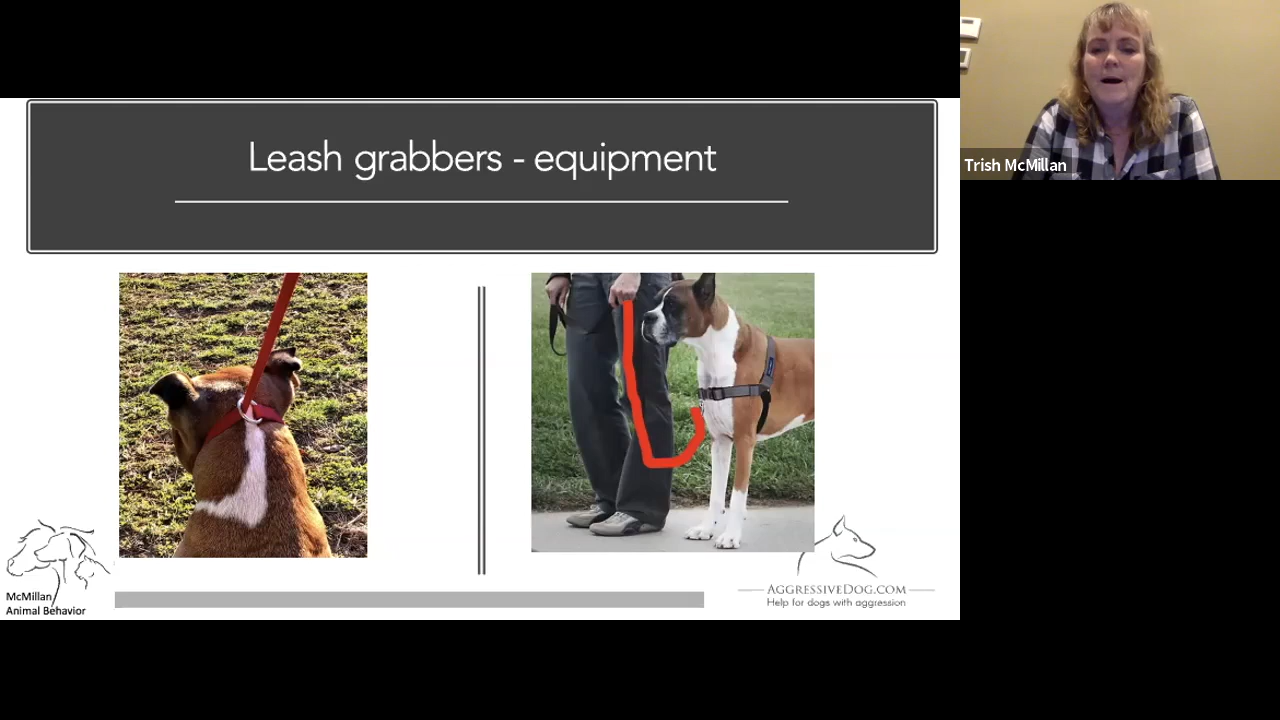 Leash grabbers - equipment
Trish McMillan
McMillan
Animal Behavior
AGGRESSIVEDOG.COM
Help for dogs with aggression